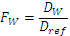 F_W = D_W / D_ref